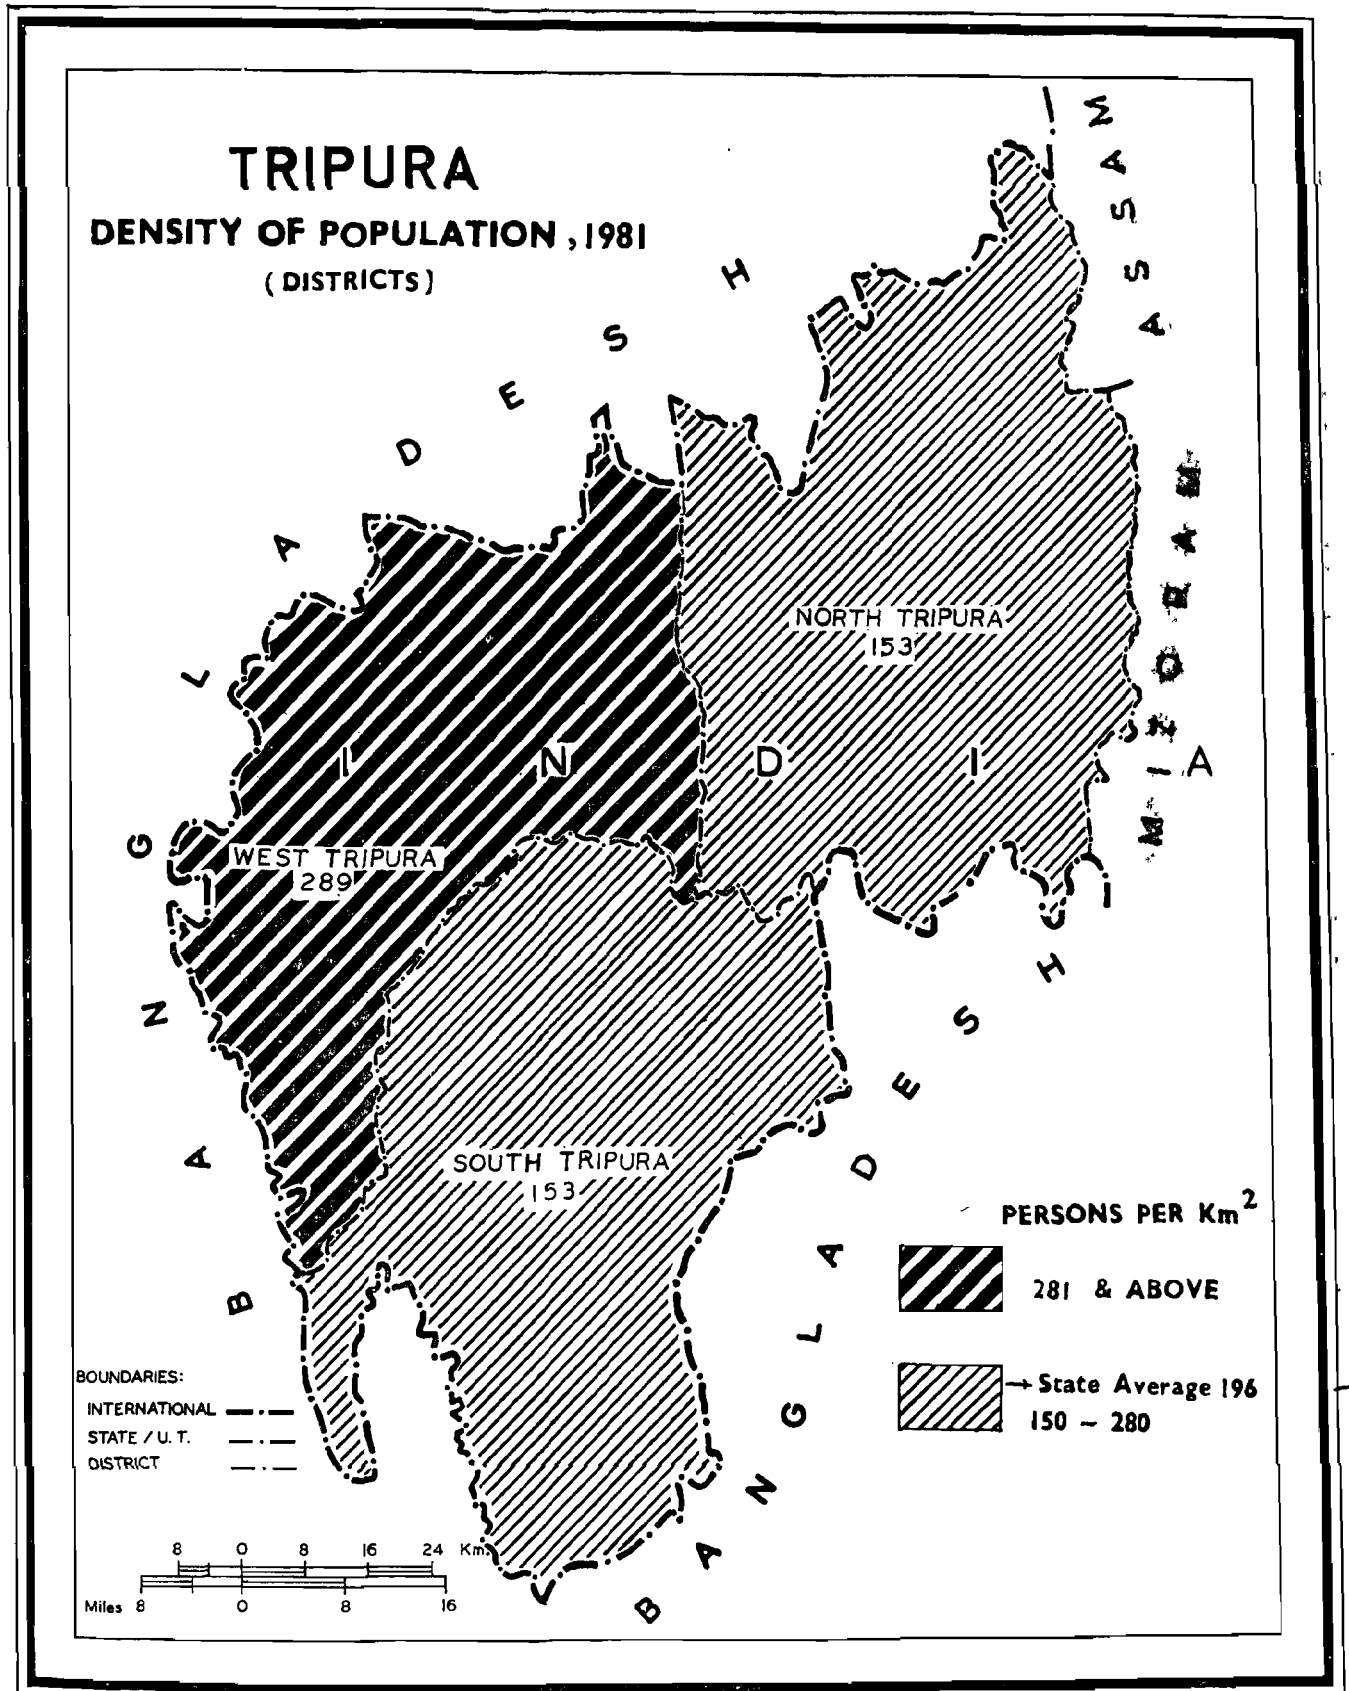 TRIPURA
DENSITY OF POPULATION, 1981
(DISTRICTS)
BANGLADESH
ASSAM
MIZORAM
NORTH TRIPURA
153
INDIA
WEST TRIPURA
289
SOUTH TRIPURA
153
BANGLADESH
PERSONS PER Km²
281 & ABOVE
→ State Average 196
150 – 280
BOUNDARIES:
INTERNATIONAL
STATE / U. T.
DISTRICT
8 0 8 16 24 Km.
Miles 8 0 8 16